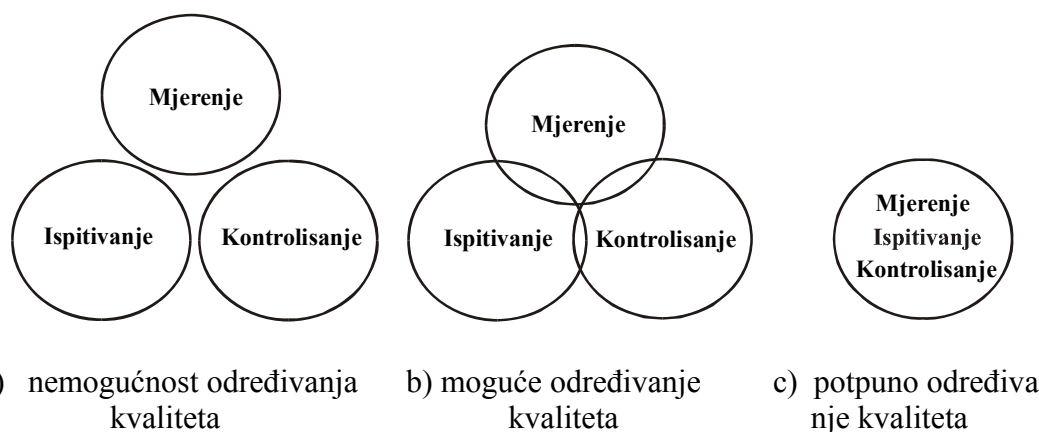 Mjerenje
Ispitivanje
Kontrolisanje
Mjerenje
Ispitivanje
Kontrolisanje
Mjerenje
Ispitivanje
Kontrolisanje
) nemogućnost određivanja
kvaliteta
b) moguće određivanje
kvaliteta
c) potpuno određiva
nje kvaliteta